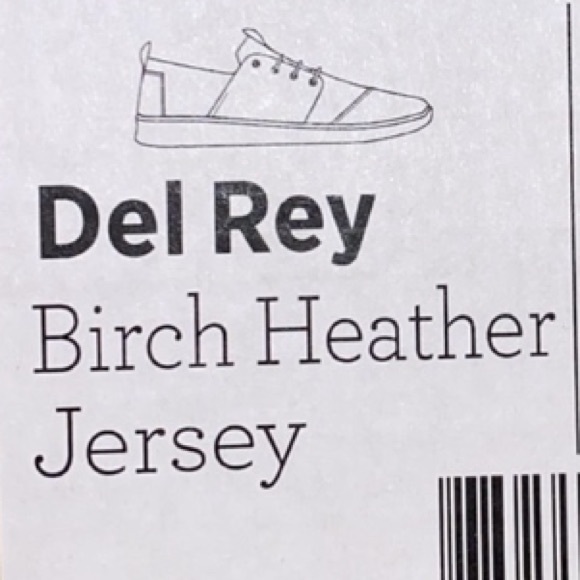 Del Rey
Birch Heather
Jersey